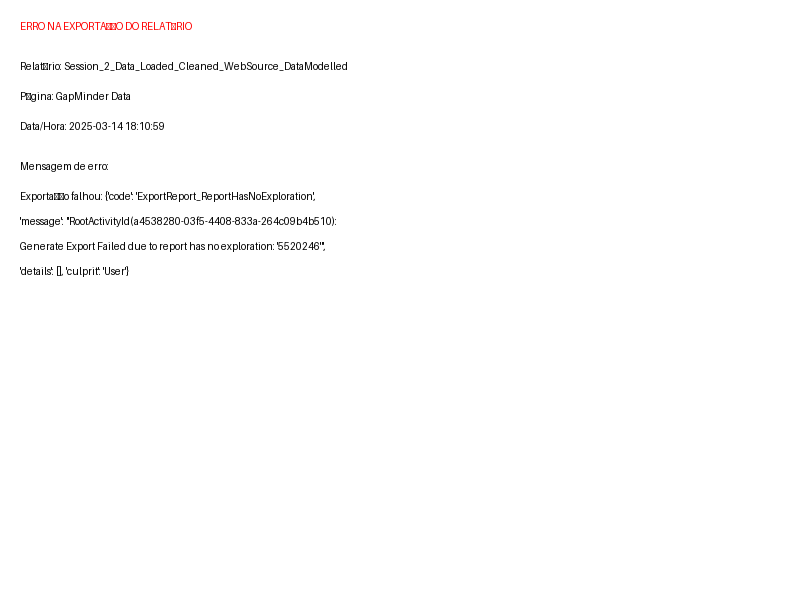 ERRO NA EXPORTA▯▯O DO RELAT▯RIO
Relat▯rio: Session_2_Data_Loaded_Cleaned_WebSource_DataModelled
P▯gina: GapMinder Data
Data/Hora: 2025-03-14 18:10:59
Mensagem de erro:
Exporta▯▯o falhou: {'code': 'ExportReport_ReportHasNoExploration',
'message': "RootActivityId(a4538280-03f5-4408-833a-264c09b4b510):
Generate Export Failed due to report has no exploration: '5520246'",
'details': [], 'culprit': 'User'}